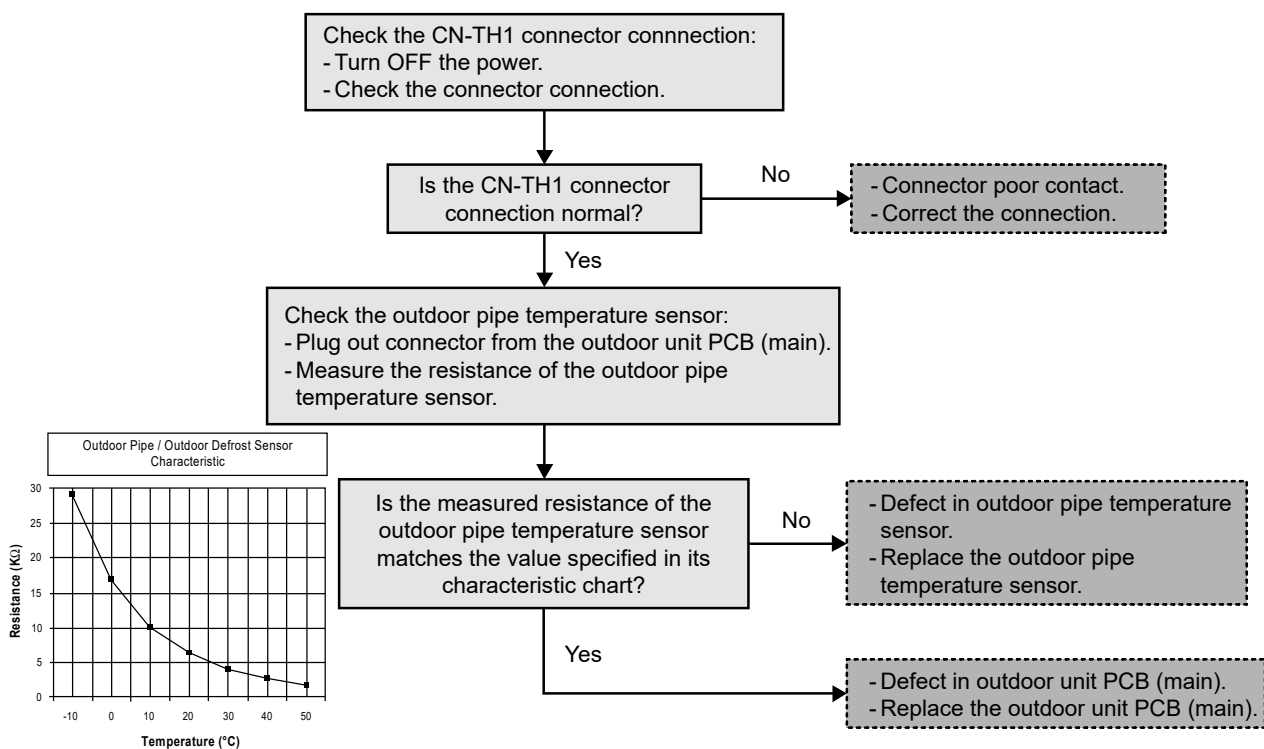 Check the CN-TH1 connector connnection:
- Turn OFF the power.
- Check the connector connection.
Is the CN-TH1 connector
connection normal?
No
- Connector poor contact.
- Correct the connection.
Yes
Check the outdoor pipe temperature sensor:
- Plug out connector from the outdoor unit PCB (main).
- Measure the resistance of the outdoor pipe
temperature sensor.
Outdoor Pipe / Outdoor Defrost Sensor
Characteristic
30
25
20
15
10
5
0
Resistance (KΩ)
-10 0 10 20 30 40 50
Temperature (°C)
Is the measured resistance of the
outdoor pipe temperature sensor
matches the value specified in its
characteristic chart?
No
- Defect in outdoor pipe temperature
sensor.
- Replace the outdoor pipe
temperature sensor.
Yes
- Defect in outdoor unit PCB (main).
- Replace the outdoor unit PCB (main).